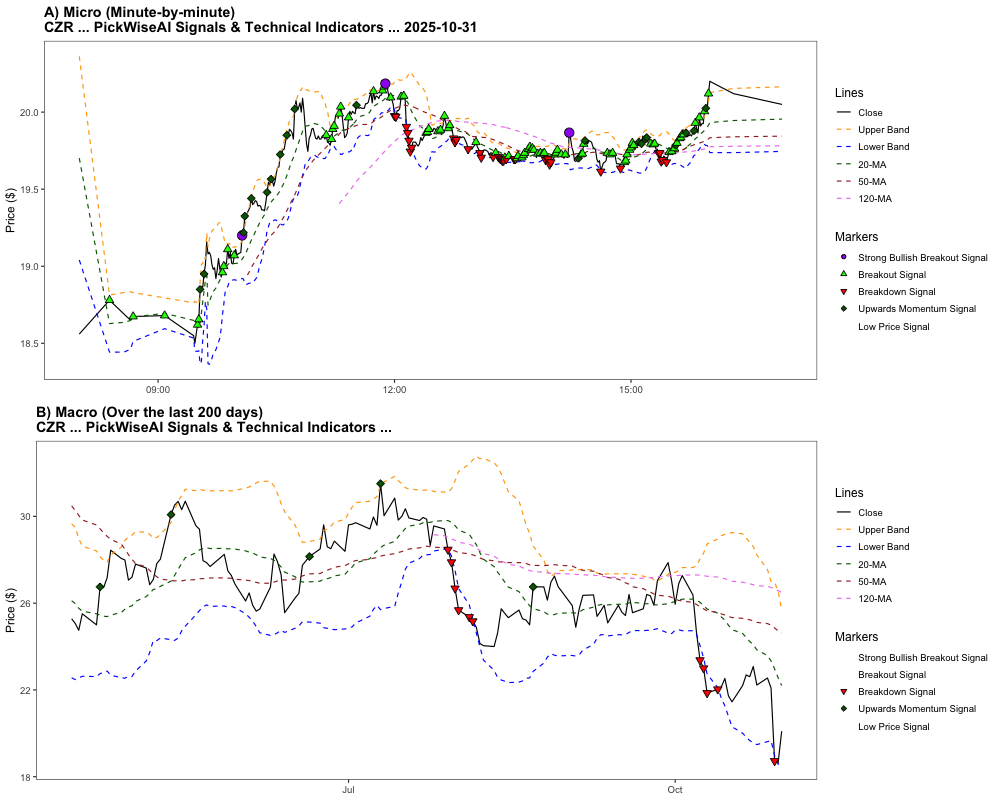 A) Micro (Minute-by-minute)
CZR ... PickWiseAI Signals & Technical Indicators ... 2025-10-31
Price ($)
20.0
19.5
19.0
18.5
09:00
12:00
15:00
Lines
Close
Upper Band
Lower Band
20-MA
50-MA
120-MA
Markers
Strong Bullish Breakout Signal
Breakout Signal
Breakdown Signal
Upwards Momentum Signal
Low Price Signal
B) Macro (Over the last 200 days)
CZR ... PickWiseAI Signals & Technical Indicators ...
Price ($)
30
26
22
18
Jul
Oct
Lines
Close
Upper Band
Lower Band
20-MA
50-MA
120-MA
Markers
Strong Bullish Breakout Signal
Breakout Signal
Breakdown Signal
Upwards Momentum Signal
Low Price Signal